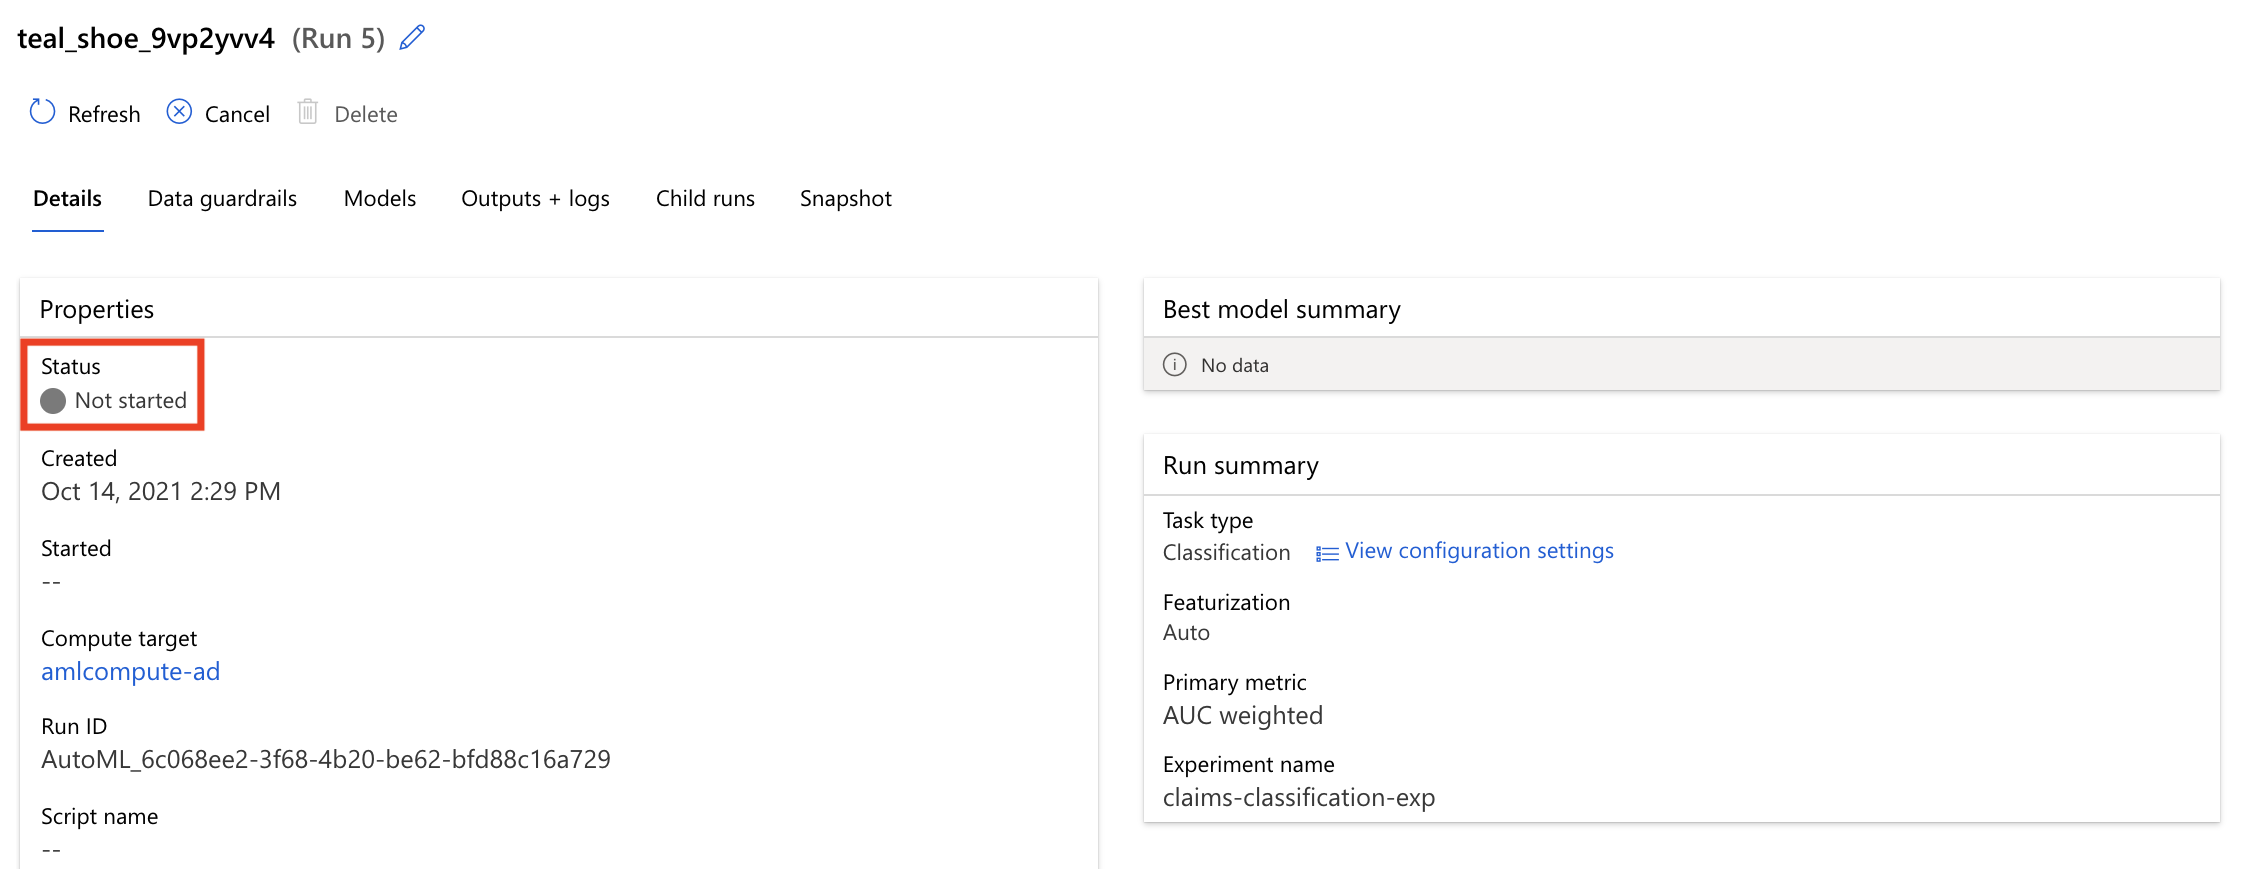 teal_shoe_9vp2yvv4 (Run 5)
Refresh Cancel Delete
Details Data guardrails Models Outputs + logs Child runs Snapshot
Properties
Status
Not started
Created
Oct 14, 2021 2:29 PM
Started
--
Compute target
amlcompute-ad
Run ID
AutoML_6c068ee2-3f68-4b20-be62-bfd88c16a729
Script name
--
Best model summary
No data
Run summary
Task type
Classification View configuration settings
Featurization
Auto
Primary metric
AUC weighted
Experiment name
claims-classification-exp